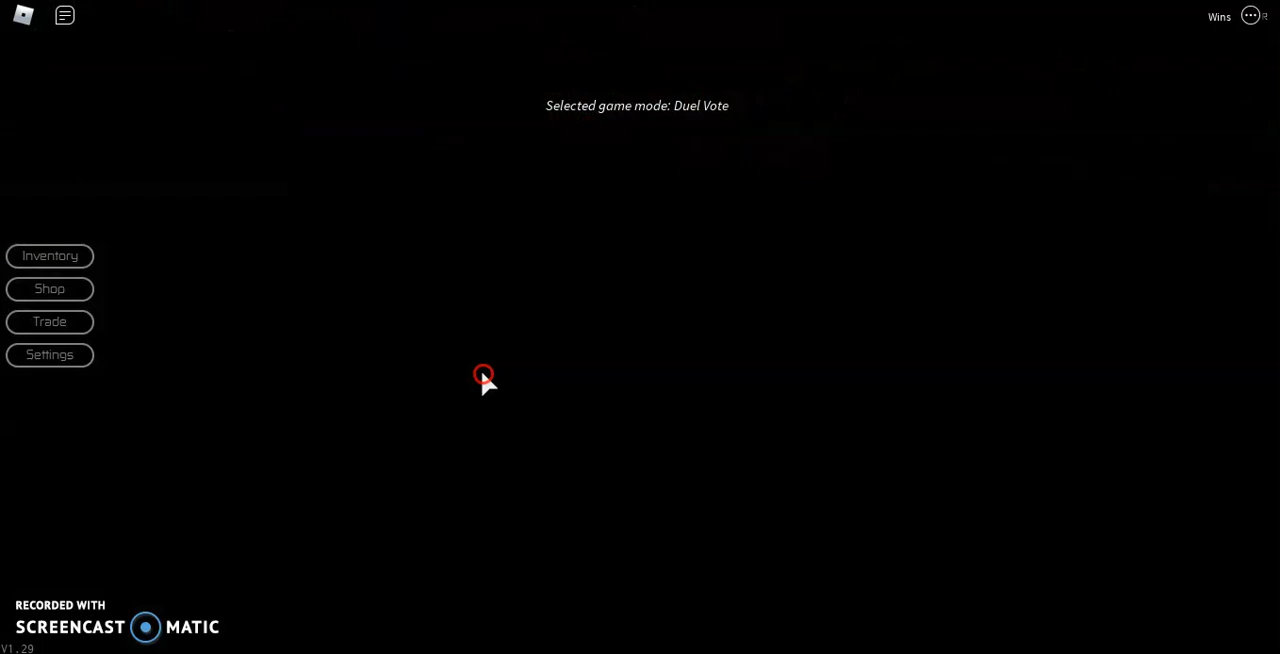 Wins
Selected game mode: Duel Vote
Inventory
Shop
Trade
Settings
RECORDED WITH
SCREENCAST MATIC
V1.29